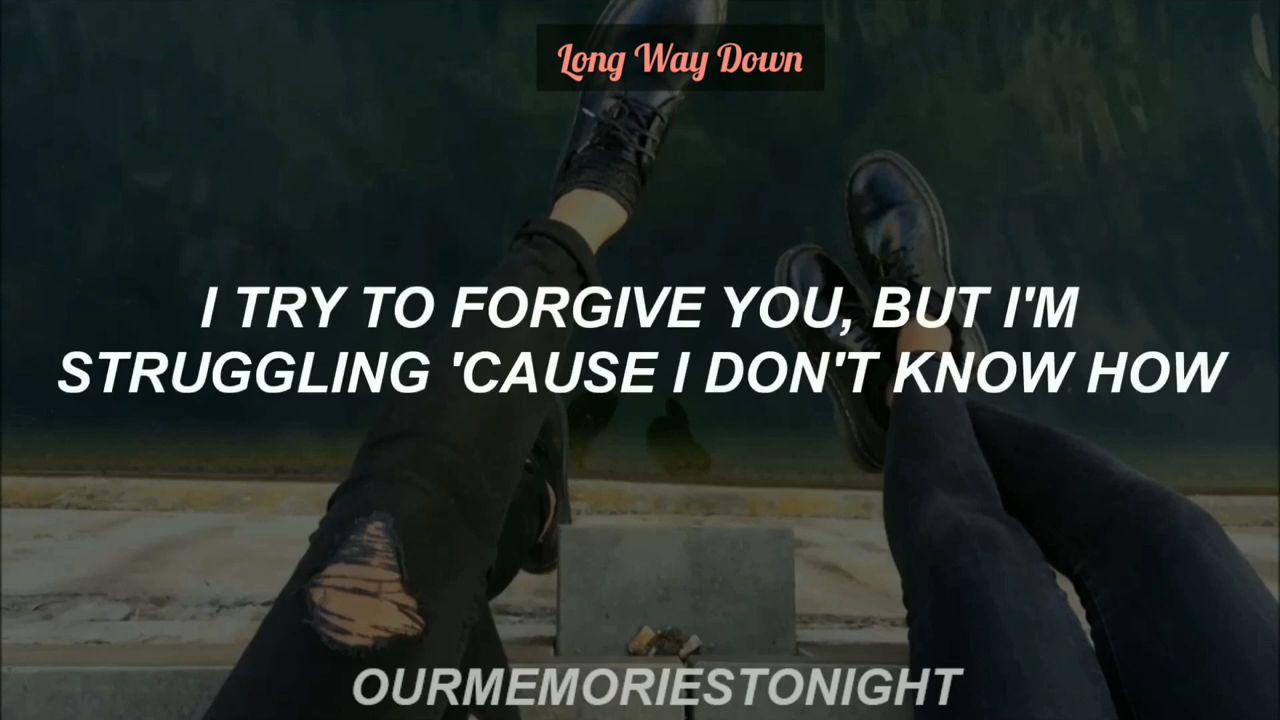 Long Way Down
I TRY TO FORGIVE YOU, BUT I'M
STRUGGLING 'CAUSE I DON'T KNOW HOW
OURMEMORIESTONIGHT